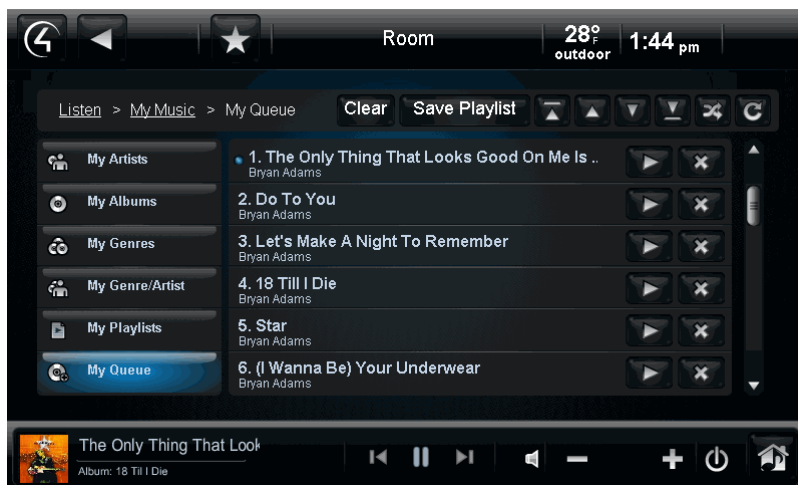 Room
28°F
outdoor
1:44 pm
Listen > My Music > My Queue
Clear
Save Playlist
My Artists
My Albums
My Genres
My Genre/Artist
My Playlists
My Queue
1. The Only Thing That Looks Good On Me Is ..
Bryan Adams
2. Do To You
Bryan Adams
3. Let's Make A Night To Remember
Bryan Adams
4. 18 Till I Die
Bryan Adams
5. Star
Bryan Adams
6. (I Wanna Be) Your Underwear
Bryan Adams
The Only Thing That Look
Album: 18 Til I Die